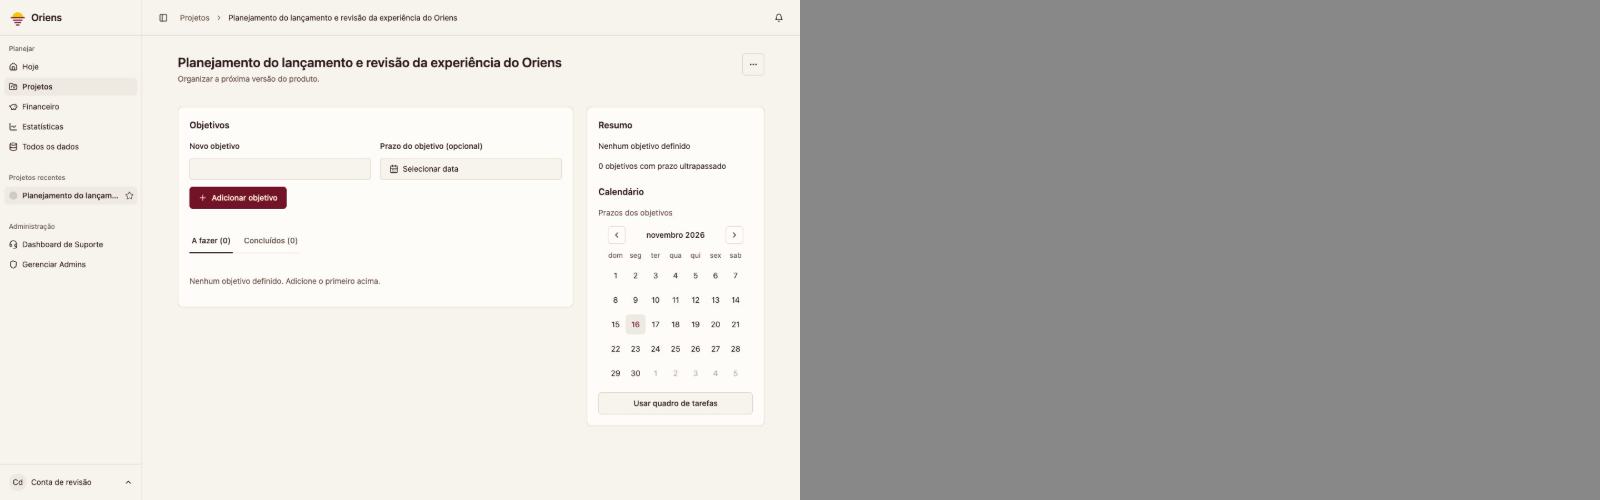 Oriens
Planejar
Hoje
Projetos
Financeiro
Estatísticas
Todos os dados
Projetos recentes
Planejamento do lançam...
Administração
Dashboard de Suporte
Gerenciar Admins
Cd Conta de revisão
Projetos > Planejamento do lançamento e revisão da experiência do Oriens
Planejamento do lançamento e revisão da experiência do Oriens
Organizar a próxima versão do produto.
Objetivos
Novo objetivo Prazo do objetivo (opcional)
Selecionar data
+ Adicionar objetivo
A fazer (0) Concluídos (0)
Nenhum objetivo definido. Adicione o primeiro acima.
Resumo
Nenhum objetivo definido
0 objetivos com prazo ultrapassado
Calendário
Prazos dos objetivos
novembro 2026
dom seg ter qua qui sex sab
1 2 3 4 5 6 7
8 9 10 11 12 13 14
15 16 17 18 19 20 21
22 23 24 25 26 27 28
29 30 1 2 3 4 5
Usar quadro de tarefas